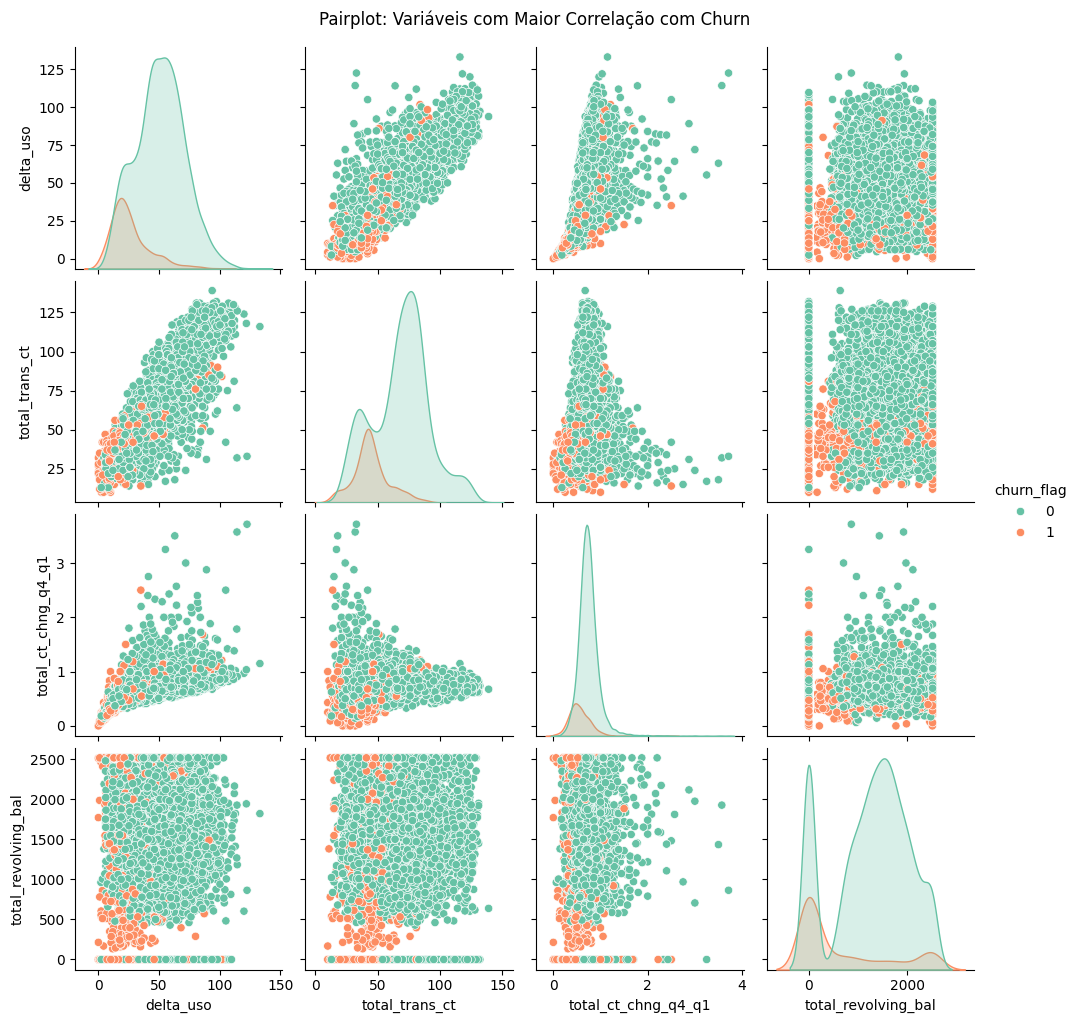 Pairplot: Variáveis com Maior Correlação com Churn
125
100
75
50
25
0
delta_uso
125
100
75
50
25
total_trans_ct
3
2
1
0
total_ct_chng_q4_q1
2500
2000
1500
1000
500
0
total_revolving_bal
0 50 100 150
delta_uso
0 50 100 150
total_trans_ct
0 2 4
total_ct_chng_q4_q1
0 2000
total_revolving_bal
churn_flag
0
1